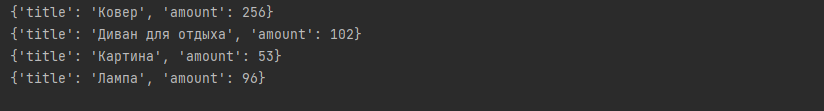 {'title': 'Ковер', 'amount': 256}
{'title': 'Диван для отдыха', 'amount': 102}
{'title': 'Картина', 'amount': 53}
{'title': 'Лампа', 'amount': 96}